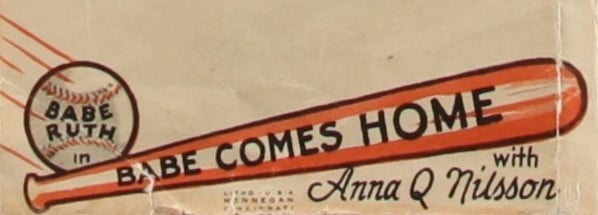 BABE
RUTH
in
BABE COMES HOME
with
Anna Q Nilsson
LITHO - U·S·A
HENNEGAN
CINCINNATI